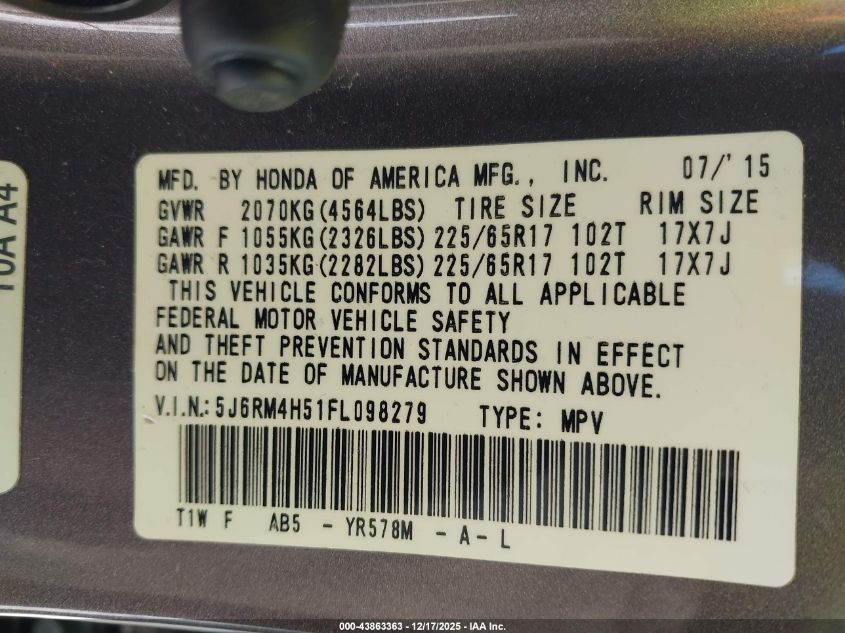 10A A4
MFD. BY HONDA OF AMERICA MFG., INC. 07/'15
GVWR 2070KG(4564LBS) TIRE SIZE RIM SIZE
GAWR F 1055KG(2326LBS) 225/65R17 102T 17X7J
GAWR R 1035KG(2282LBS) 225/65R17 102T 17X7J
THIS VEHICLE CONFORMS TO ALL APPLICABLE
FEDERAL MOTOR VEHICLE SAFETY
AND THEFT PREVENTION STANDARDS IN EFFECT
ON THE DATE OF MANUFACTURE SHOWN ABOVE.
V.I.N.:5J6RM4H51FL098279 TYPE: MPV
T1W F AB5 - YR578M - A - L
000-43863363 - 12/17/2025 - IAA Inc.